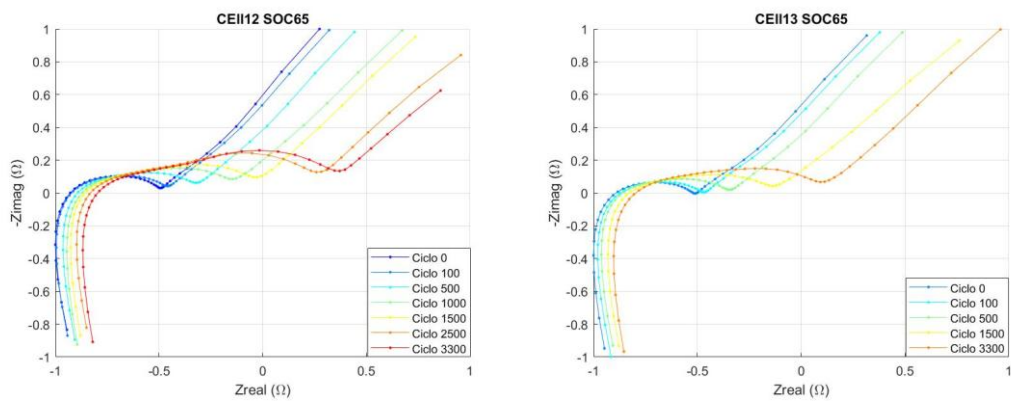 CEll12 SOC65
1
0.8
0.6
0.4
0.2
0
-0.2
-0.4
-0.6
-0.8
-1
-Zimag (Ω)
-1
-0.5
0
0.5
1
Zreal (Ω)
Ciclo 0
Ciclo 100
Ciclo 500
Ciclo 1000
Ciclo 1500
Ciclo 2500
Ciclo 3300
CEll13 SOC65
1
0.8
0.6
0.4
0.2
0
-0.2
-0.4
-0.6
-0.8
-1
-Zimag (Ω)
-1
-0.5
0
0.5
1
Zreal (Ω)
Ciclo 0
Ciclo 100
Ciclo 500
Ciclo 1500
Ciclo 3300